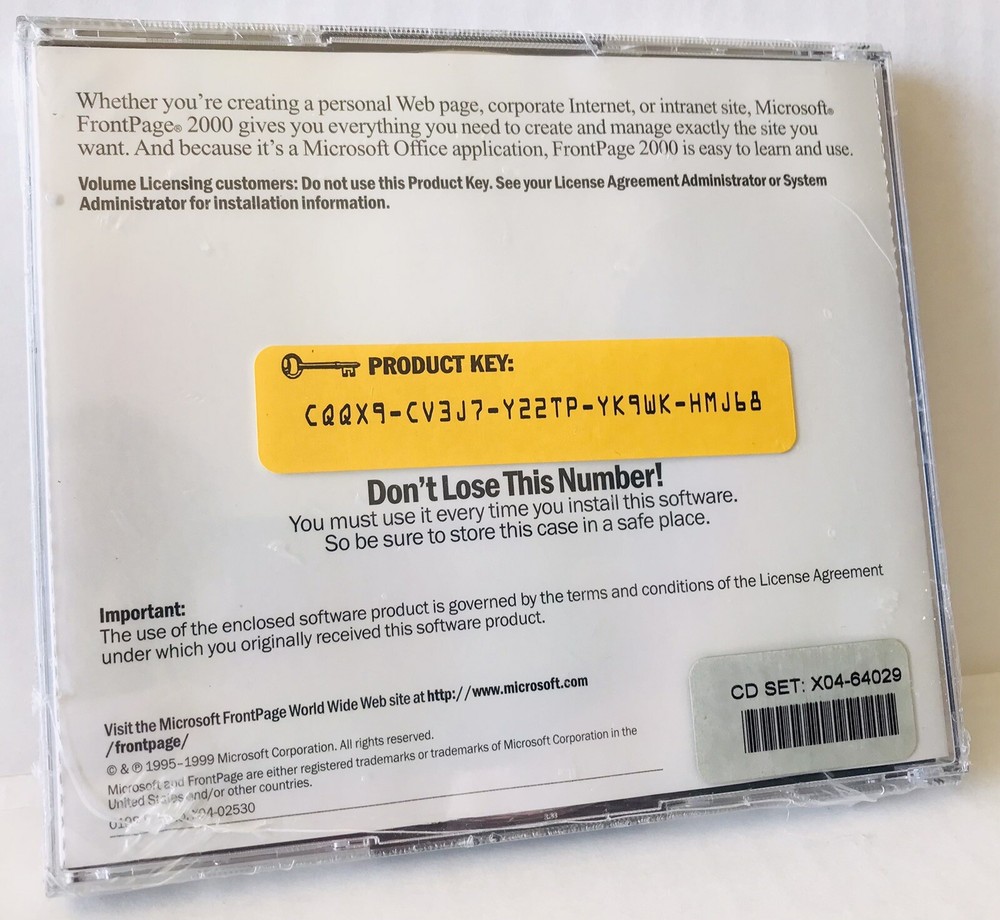 Whether you're creating a personal Web page, corporate Internet, or intranet site, Microsoft®
FrontPage® 2000 gives you everything you need to create and manage exactly the site you
want. And because it's a Microsoft Office application, FrontPage 2000 is easy to learn and use.
Volume Licensing customers: Do not use this Product Key. See your License Agreement Administrator or System
Administrator for installation information.
PRODUCT KEY:
CQQX9-CV3J7-Y22TP-YK9WK-HMJ68
Don't Lose This Number!
You must use it every time you install this software.
So be sure to store this case in a safe place.
Important:
The use of the enclosed software product is governed by the terms and conditions of the License Agreement
under which you originally received this software product.
CD SET: X04-64029
Visit the Microsoft FrontPage World Wide Web site at http://www.microsoft.com
/frontpage/
© & ℗ 1995-1999 Microsoft Corporation. All rights reserved.
Microsoft and FrontPage are either registered trademarks or trademarks of Microsoft Corporation in the
United States and/or other countries.
X04-02530